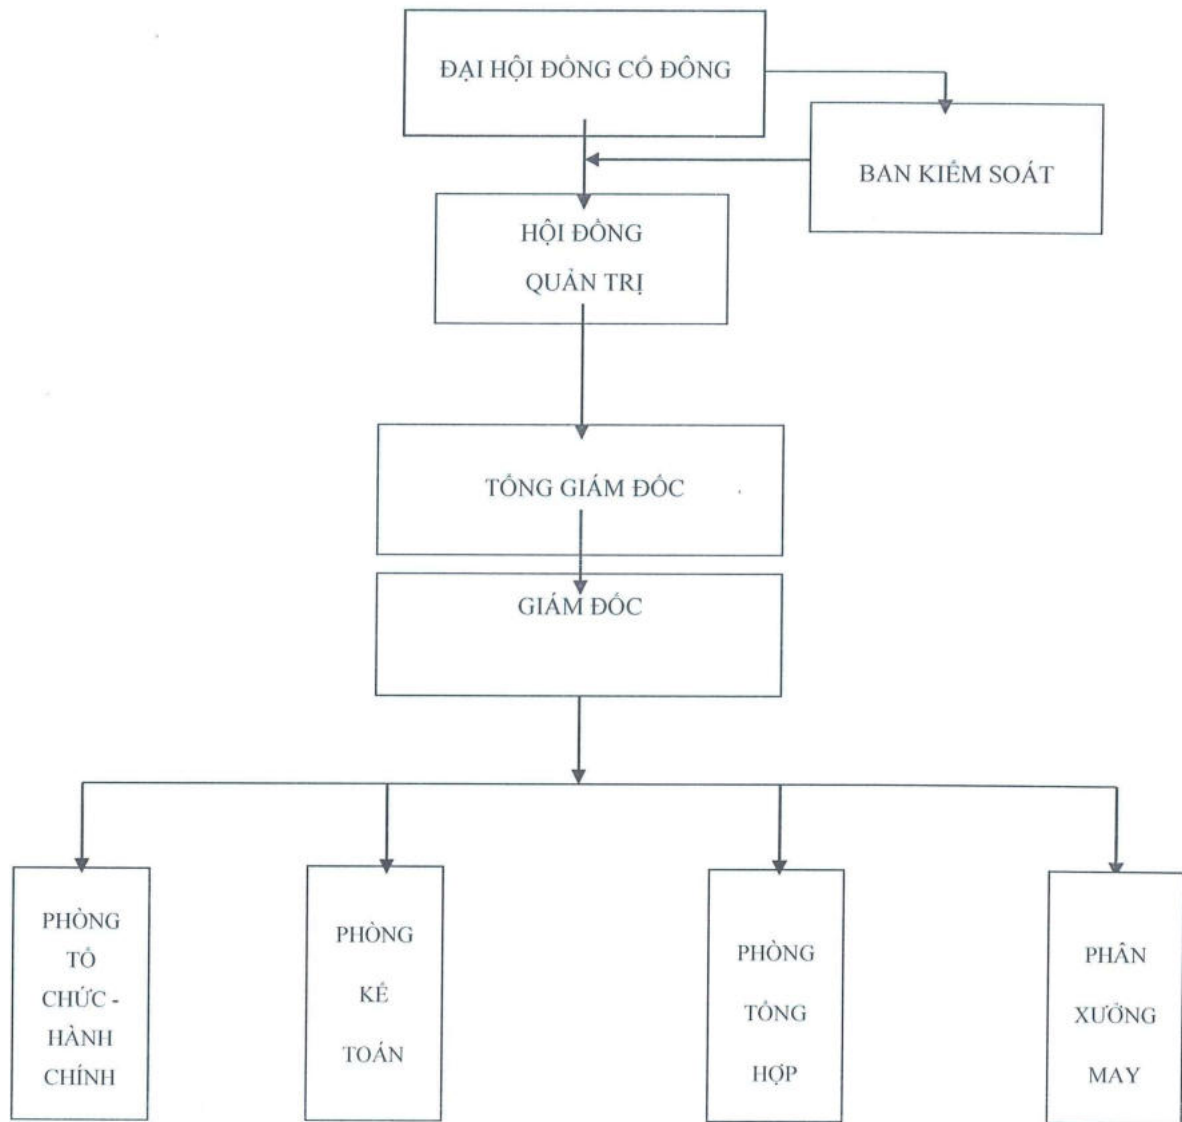 ĐẠI HỘI ĐỒNG CỔ ĐÔNG
BAN KIỂM SOÁT
HỘI ĐỒNG
QUẢN TRỊ
TỔNG GIÁM ĐỐC
GIÁM ĐỐC
PHÒNG
TỔ
CHỨC -
HÀNH
CHÍNH
PHÒNG
KẾ
TOÁN
PHÒNG
TỔNG
HỢP
PHÂN
XƯỞNG
MAY